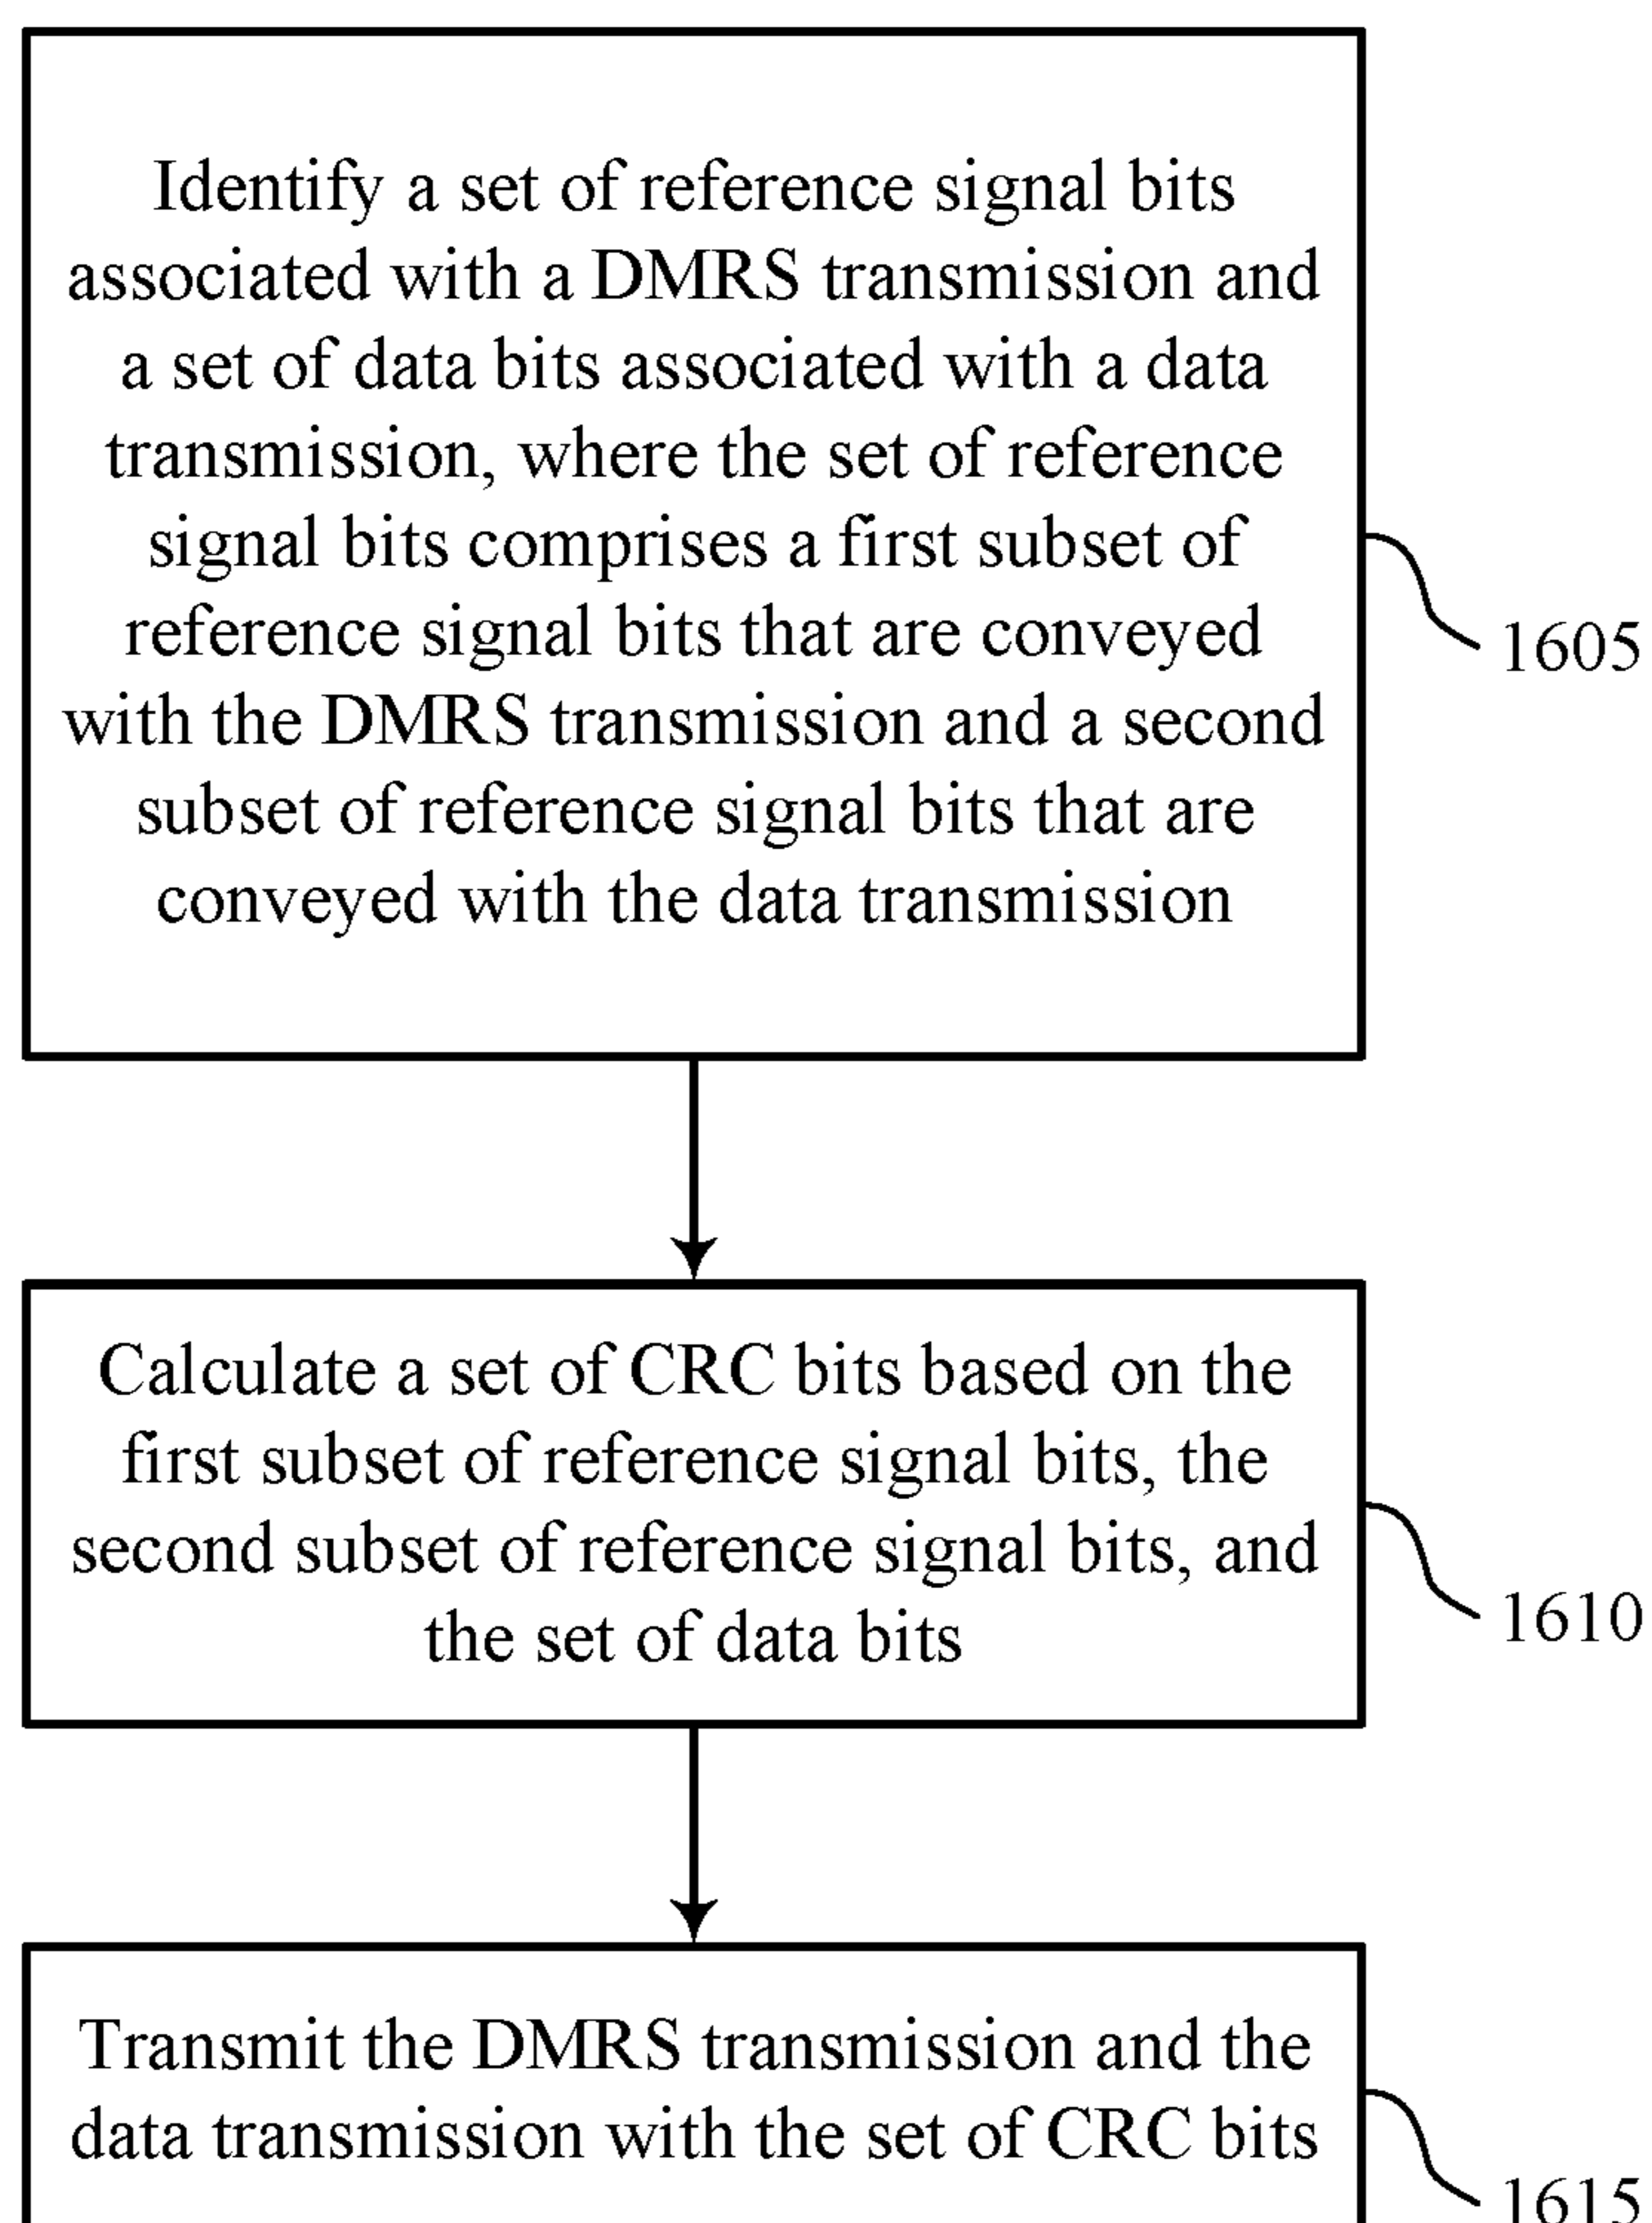 Identify a set of reference signal bits
associated with a DMRS transmission and
a set of data bits associated with a data
transmission, where the set of reference
signal bits comprises a first subset of
reference signal bits that are conveyed
with the DMRS transmission and a second
subset of reference signal bits that are
conveyed with the data transmission
1605
Calculate a set of CRC bits based on the
first subset of reference signal bits, the
second subset of reference signal bits, and
the set of data bits
1610
Transmit the DMRS transmission and the
data transmission with the set of CRC bits
1615